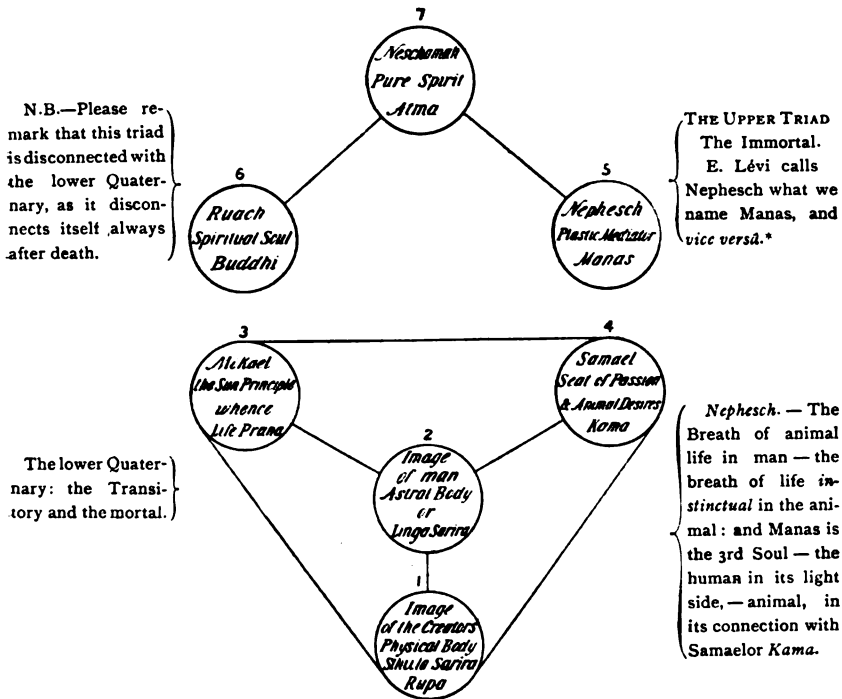 7
Neschamah
Pure Spirit
Atma
N.B.—Please re-
mark that this triad
is disconnected with
the lower Quater-
nary, as it discon-
nects itself always
after death.
6
Ruach
Spiritual Soul
Buddhi
5
Nephesch
Plastic Mediator
Manas
THE UPPER TRIAD
The Immortal.
E. Lévi calls
Nephesch what we
name Manas, and
vice versâ.*
3
Mikael
the Sun Principle
whence
Life Prana
4
Samael
Seat of Passion
& Animal Desires
Kama
2
Image
of man
Astral Body
or
Linga Sarira
The lower Quater-
nary: the Transi-
tory and the mortal.
Nephesch. — The
Breath of animal
life in man — the
breath of life in-
stinctual in the ani-
mal: and Manas is
the 3rd Soul — the
human in its light
side, — animal, in
its connection with
Samaelor Kama.
1
Image
of the Creators
Physical Body
Sthula Sarira
Rupa